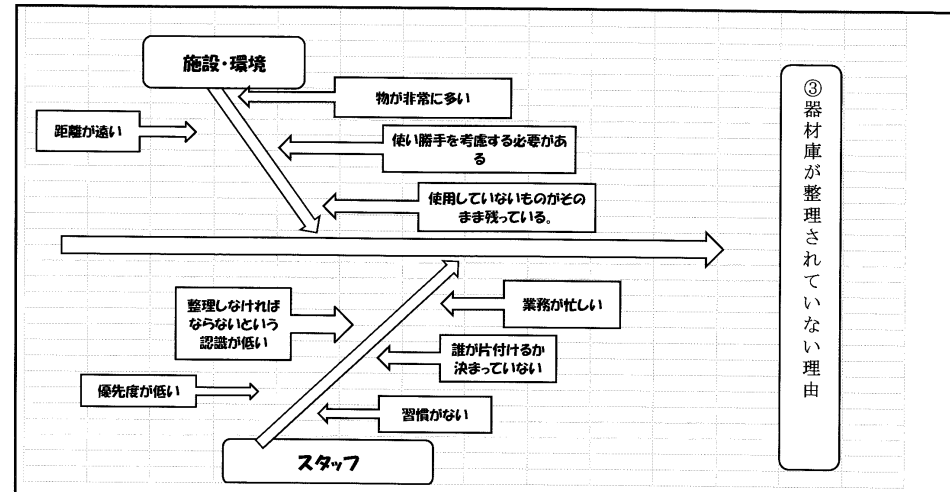 施設・環境
物が非常に多い
距離が遠い
使い勝手を考慮する必要があ
る
使用していないものがその
まま残っている。
③器材庫が整理されていない理由
整理しなければ
ならないという
認識が低い
業務が忙しい
誰が片付けるか
決まっていない
優先度が低い
習慣がない
スタッフ